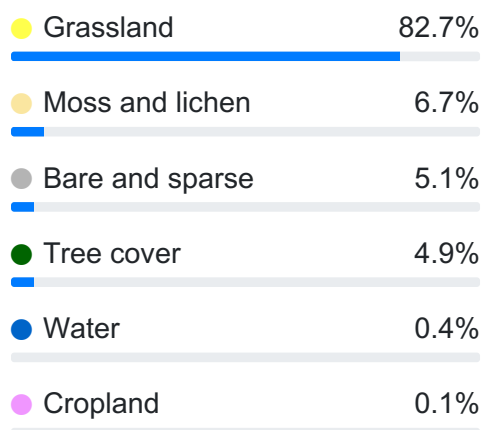 Grassland 82.7%
Moss and lichen 6.7%
Bare and sparse 5.1%
Tree cover 4.9%
Water 0.4%
Cropland 0.1%